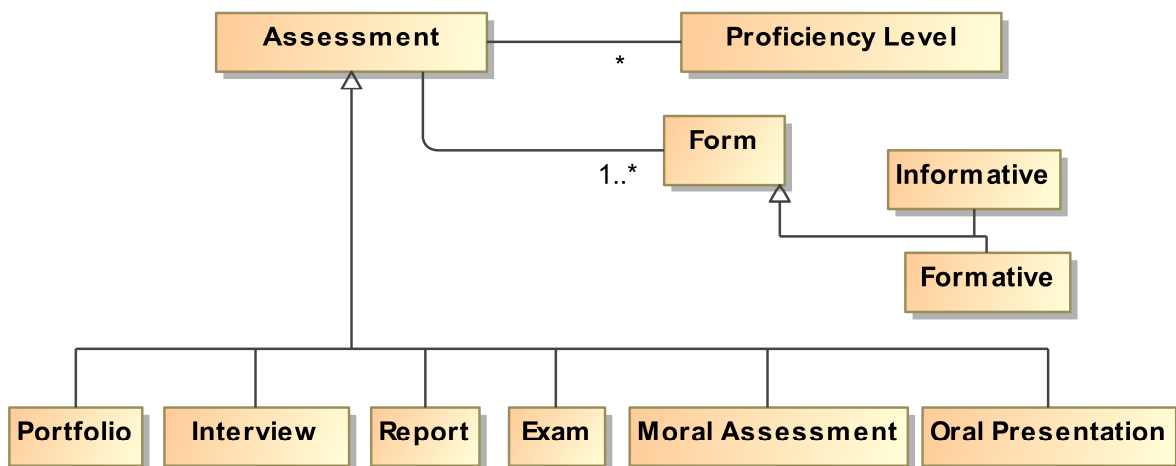 Assessment
Proficiency Level
*
Form
1..*
Informative
Formative
Portfolio
Interview
Report
Exam
Moral Assessment
Oral Presentation